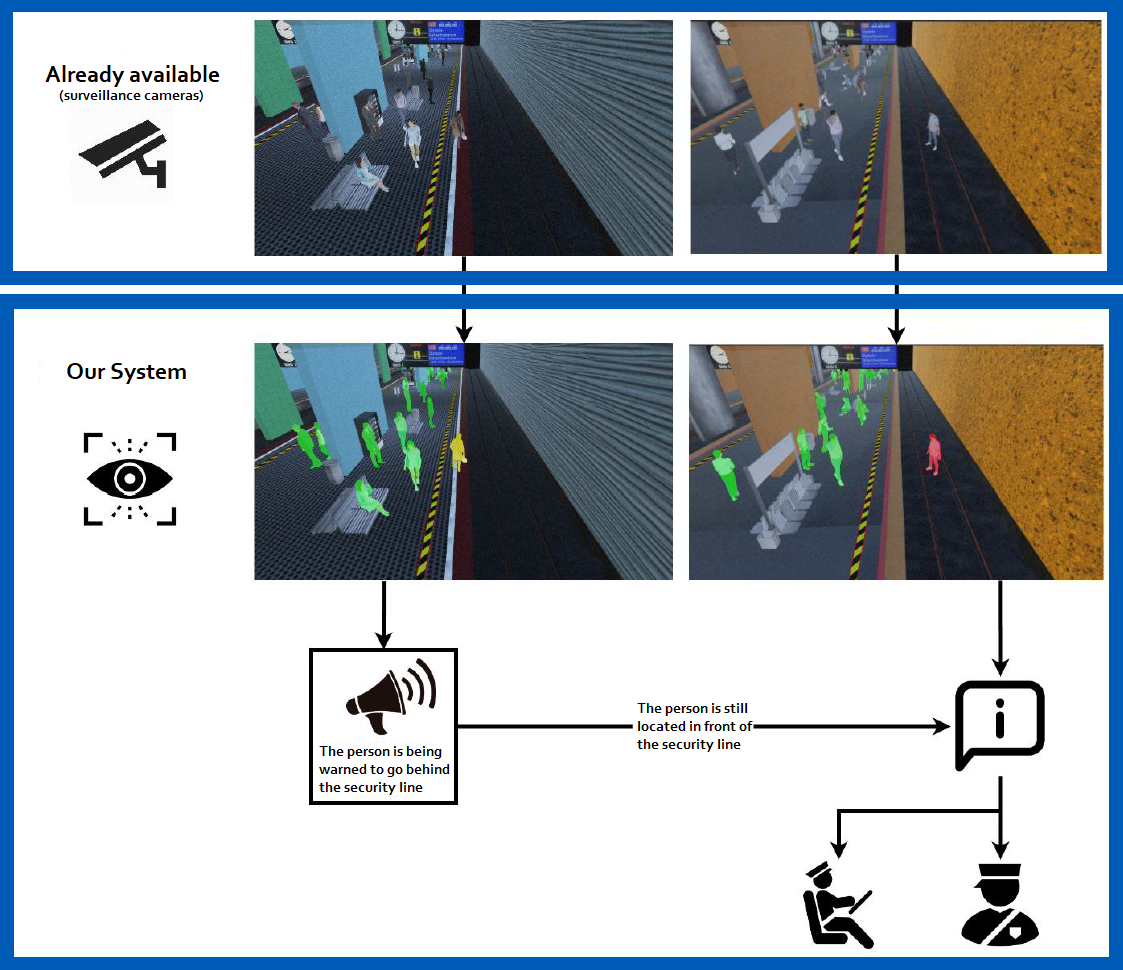 Already available
(surveillance cameras)
Our System
The person is being
warned to go behind
the security line
The person is still
located in front of
the security line
i